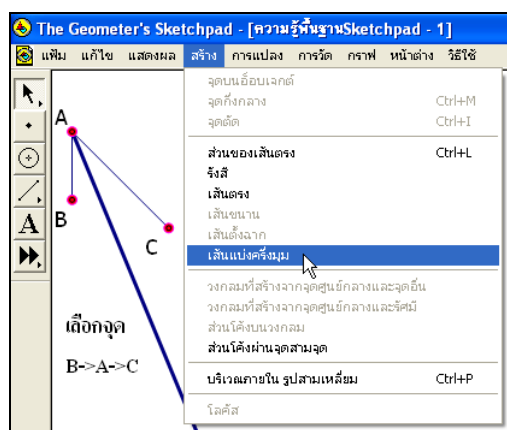 The Geometer's Sketchpad - [ความรู้พื้นฐานSketchpad - 1]
แฟ้ม แก้ไข แสดงผล สร้าง การแปลง การวัด กราฟ หน้าต่าง วิธีใช้
จุดบนอ็อบเจกต์
จุดกึ่งกลาง Ctrl+M
จุดตัด Ctrl+I
ส่วนของเส้นตรง Ctrl+L
รังสี
เส้นตรง
เส้นขนาน
เส้นตั้งฉาก
เส้นแบ่งครึ่งมุม
วงกลมที่สร้างจากจุดศูนย์กลางและจุดอื่น
วงกลมที่สร้างจากจุดศูนย์กลางและรัศมี
ส่วนโค้งบนวงกลม
ส่วนโค้งผ่านจุดสามจุด
บริเวณภายใน รูปสามเหลี่ยม Ctrl+P
โลคัส
A
A
B
C
เลือกจุด
B->A->C